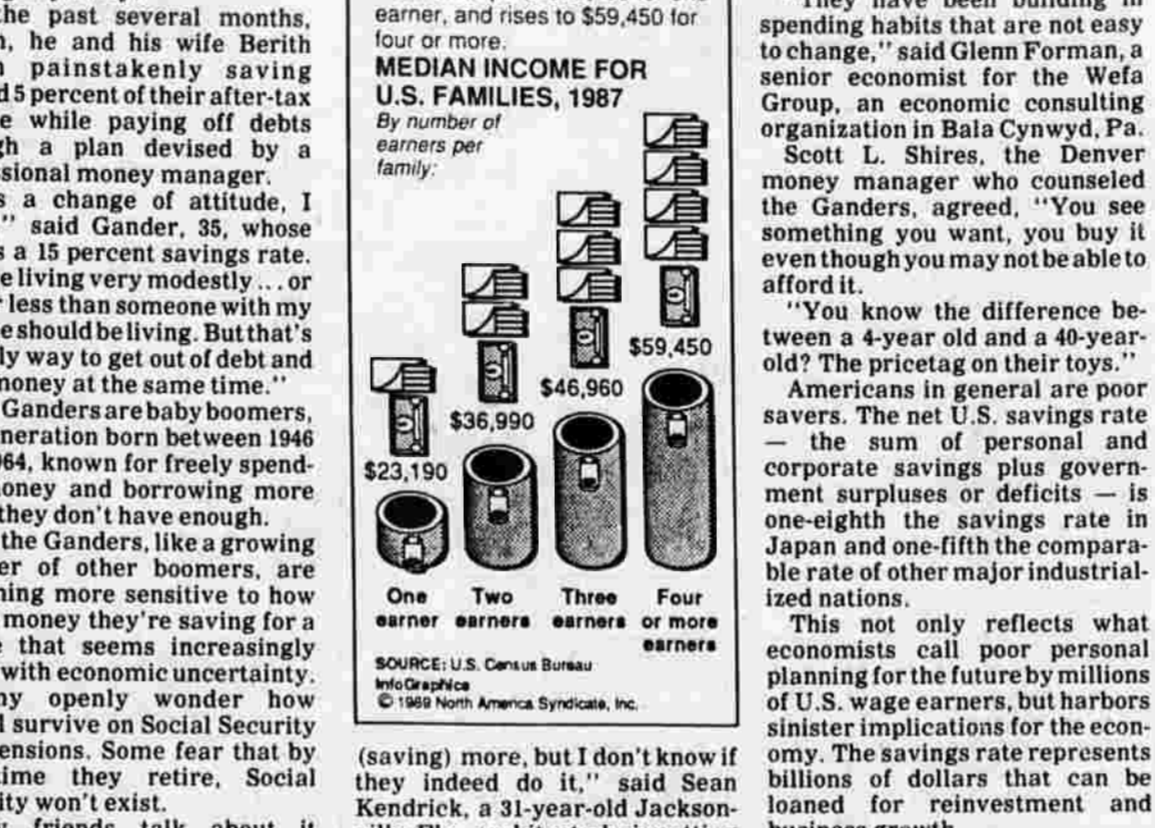 the past several months,
he and his wife Berith
painstakenly saving
5 percent of their after-tax
while paying off debts
a plan devised by a
money manager.
a change of attitude, I
" said Gander, 35, whose
a 15 percent savings rate.
living very modestly ... or
less than someone with my
should be living. But that's
way to get out of debt and
money at the same time."
Ganders are baby boomers,
born between 1946
known for freely spend-
and borrowing more
they don't have enough.
the Ganders, like a growing
of other boomers, are
more sensitive to how
money they're saving for a
that seems increasingly
with economic uncertainty.
openly wonder how
survive on Social Security
Some fear that by
they retire, Social
won't exist.
friends talk about it
earner, and rises to $59,450 for
four or more.
MEDIAN INCOME FOR
U.S. FAMILIES, 1987
By number of
earners per
family:
$23,190
$36,990
$46,960
$59,450
One
earner
Two
earners
Three
earners
Four
or more
earners
SOURCE: U.S. Census Bureau
InfoGraphics
© 1989 North America Syndicate, Inc.
(saving) more, but I don't know if
they indeed do it," said Sean
Kendrick, a 31-year-old Jackson-
"They have been building in
spending habits that are not easy
to change," said Glenn Forman, a
senior economist for the Wefa
Group, an economic consulting
organization in Bala Cynwyd, Pa.
Scott L. Shires, the Denver
money manager who counseled
the Ganders, agreed, "You see
something you want, you buy it
even though you may not be able to
afford it.
"You know the difference be-
tween a 4-year old and a 40-year-
old? The pricetag on their toys."
Americans in general are poor
savers. The net U.S. savings rate
— the sum of personal and
corporate savings plus govern-
ment surpluses or deficits — is
one-eighth the savings rate in
Japan and one-fifth the compara-
ble rate of other major industrial-
ized nations.
This not only reflects what
economists call poor personal
planning for the future by millions
of U.S. wage earners, but harbors
sinister implications for the econ-
omy. The savings rate represents
billions of dollars that can be
loaned for reinvestment and
business growth